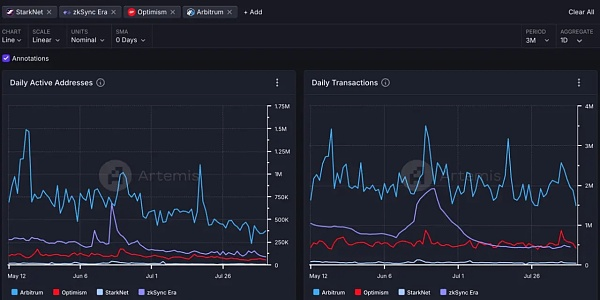 StarkNet × zkSync Era × Optimism × Arbitrum × + Add Clear All
CHART SCALE UNITS SMA PERIOD AGGREGATE
Line Linear Nominal 0 Days 3M 1D
Annotations
Daily Active Addresses
1.75M
1.5M
1.25M
1M
750K
500K
250K
0
Artemis
May 12 Jun 6 Jul 1 Jul 26
Arbitrum Optimism StarkNet zkSync Era
Daily Transactions
4M
3M
2M
1M
0
Artemis
May 12 Jun 6 Jul 1 Jul 26
Arbitrum Optimism StarkNet zkSync Era